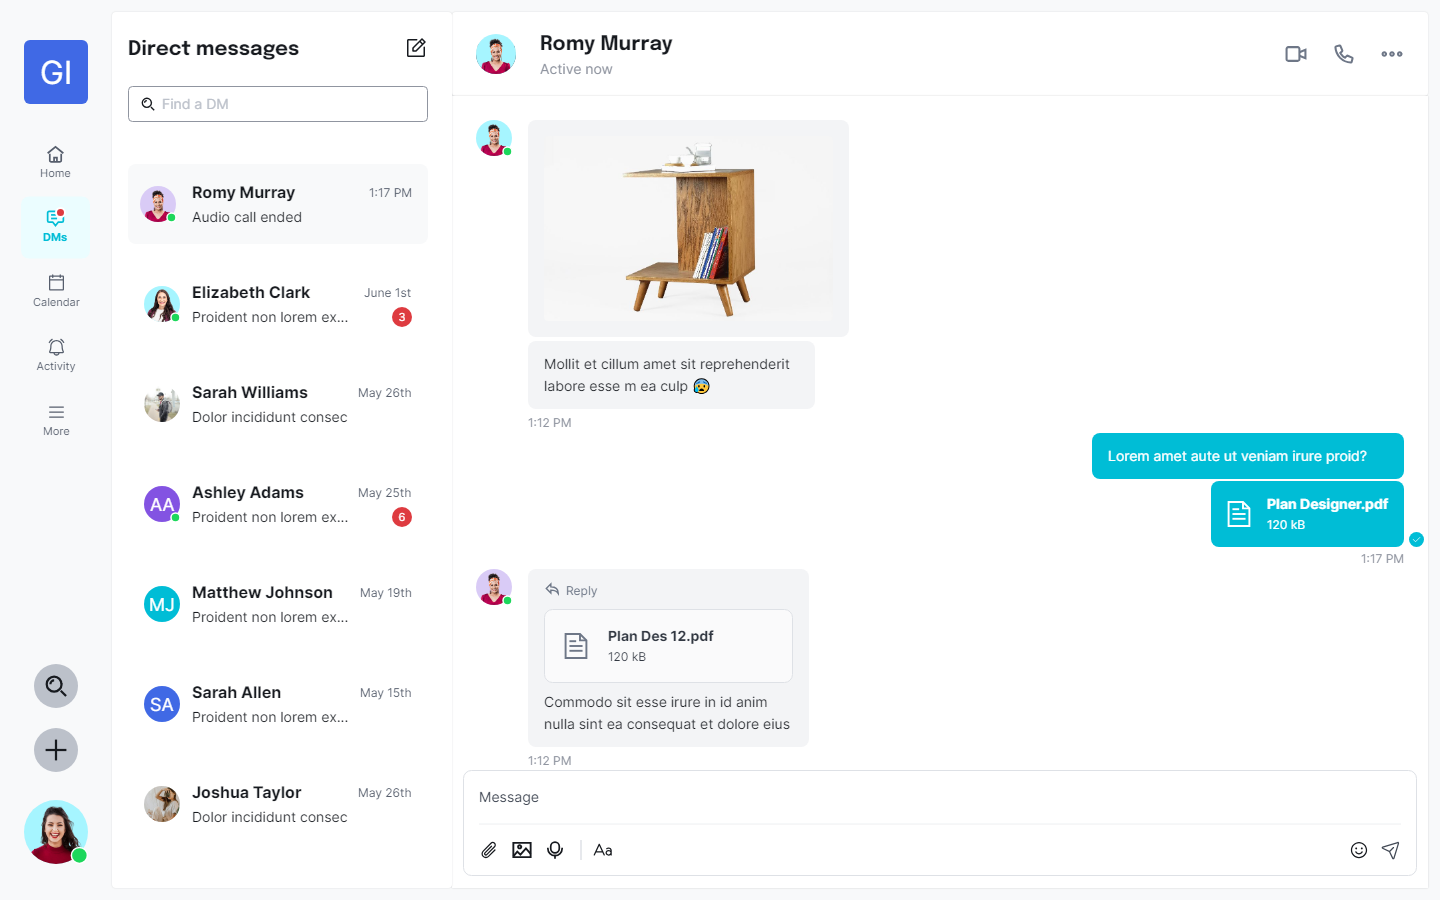 GI
Home
DMs
Calendar
Activity
More
Direct messages
Find a DM
Romy Murray
1:17 PM
Audio call ended
Elizabeth Clark
June 1st
Proident non lorem ex...
3
Sarah Williams
May 26th
Dolor incididunt consec
AA
Ashley Adams
May 25th
Proident non lorem ex...
6
MJ
Matthew Johnson
May 19th
Proident non lorem ex...
SA
Sarah Allen
May 15th
Proident non lorem ex...
Joshua Taylor
May 26th
Dolor incididunt consec
Romy Murray
Active now
Mollit et cillum amet sit reprehenderit
labore esse m ea culp 😰
1:12 PM
Lorem amet aute ut veniam irure proid?
Plan Designer.pdf
120 kB
1:17 PM
Reply
Plan Des 12.pdf
120 kB
Commodo sit esse irure in id anim
nulla sint ea consequat et dolore eius
1:12 PM
Message
Aa